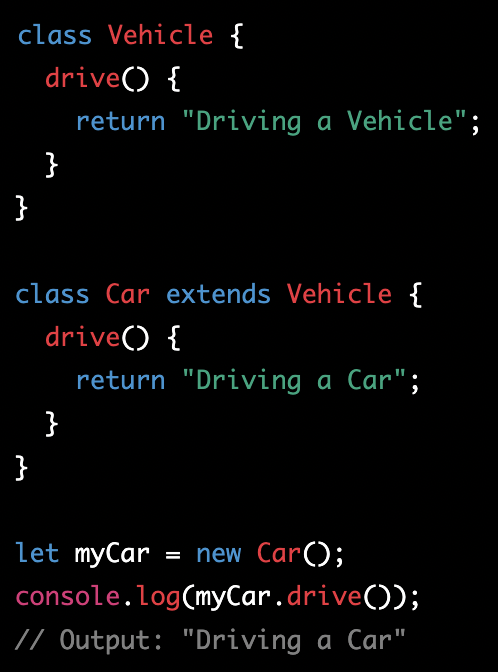 class Vehicle {
  drive() {
    return "Driving a Vehicle";
  }
}

class Car extends Vehicle {
  drive() {
    return "Driving a Car";
  }
}

let myCar = new Car();
console.log(myCar.drive());
// Output: "Driving a Car"